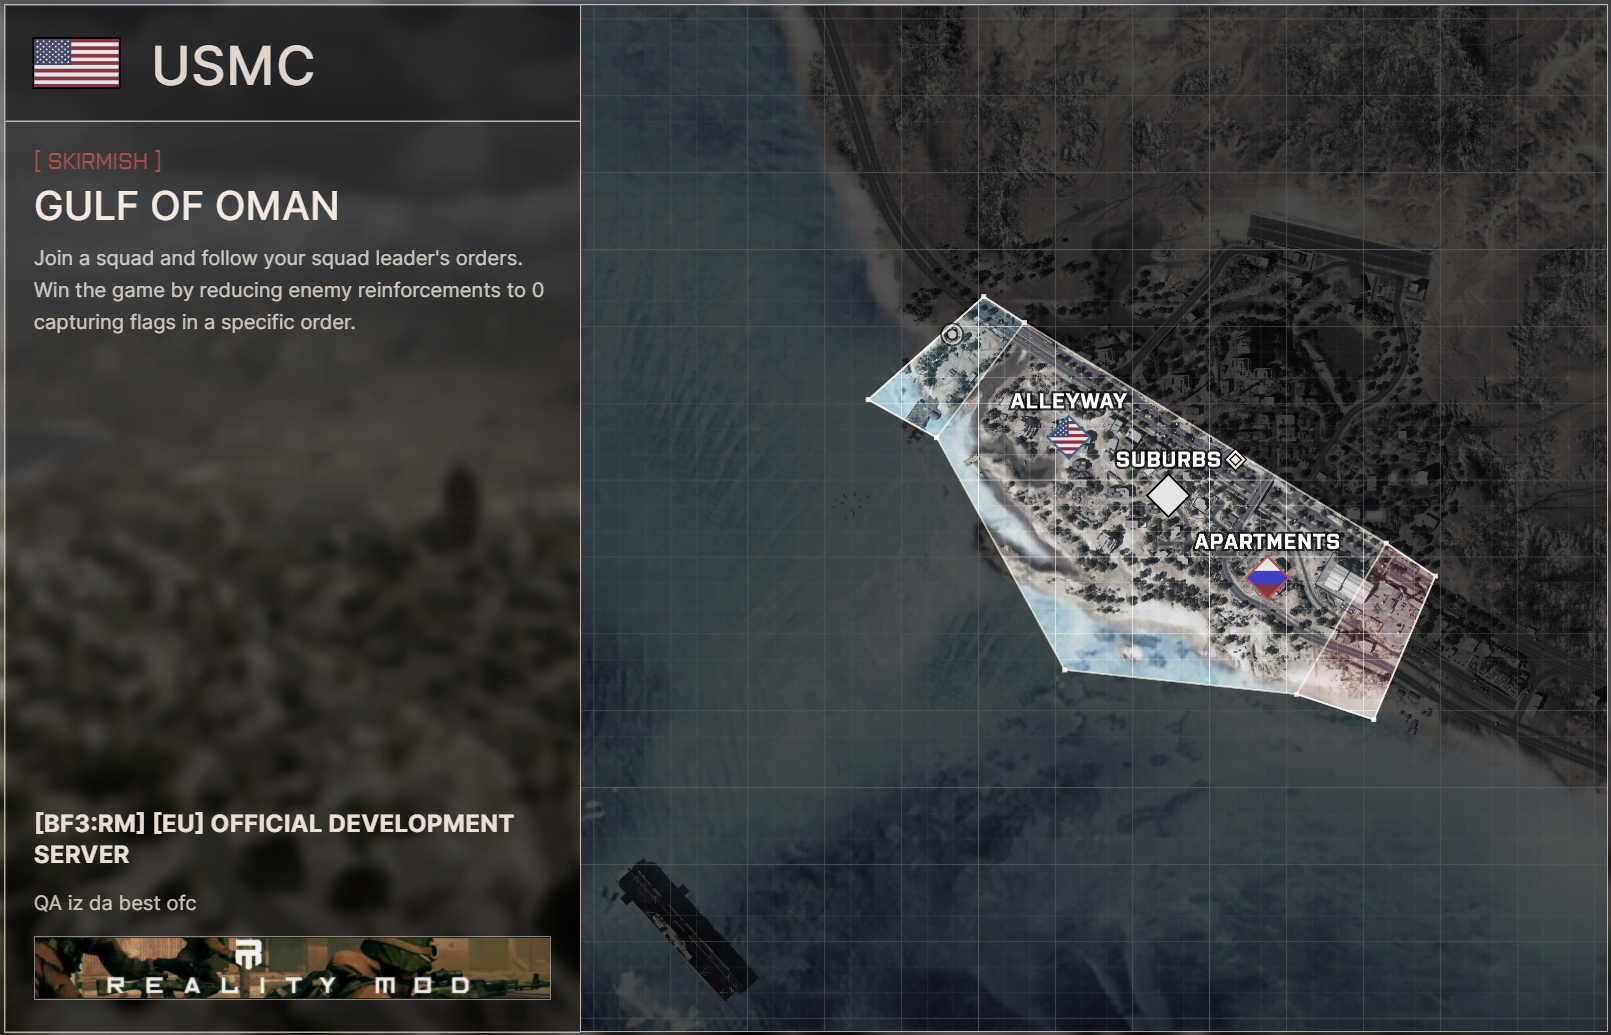 USMC
[ SKIRMISH ]
GULF OF OMAN
Join a squad and follow your squad leader's orders.
Win the game by reducing enemy reinforcements to 0
capturing flags in a specific order.
[BF3:RM] [EU] OFFICIAL DEVELOPMENT
SERVER
QA iz da best ofc
REALITY MOD
ALLEYWAY
SUBURBS
APARTMENTS